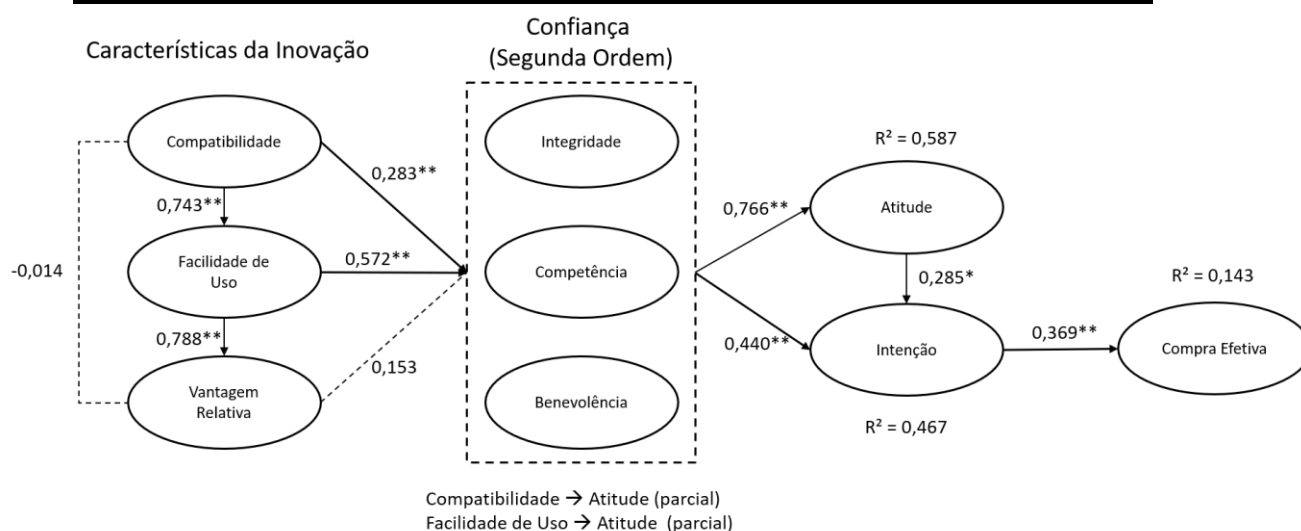 Características da Inovação
Confiança
(Segunda Ordem)
Compatibilidade
Integridade
R² = 0,587
0,283**
0,743**
0,766**
Atitude
-0,014
Facilidade de
Uso
0,572**
Competência
0,285*
R² = 0,143
0,788**
0,440**
Intenção
0,369**
Compra Efetiva
0,153
Vantagem
Relativa
Benevolência
R² = 0,467
Compatibilidade → Atitude (parcial)
Facilidade de Uso → Atitude (parcial)